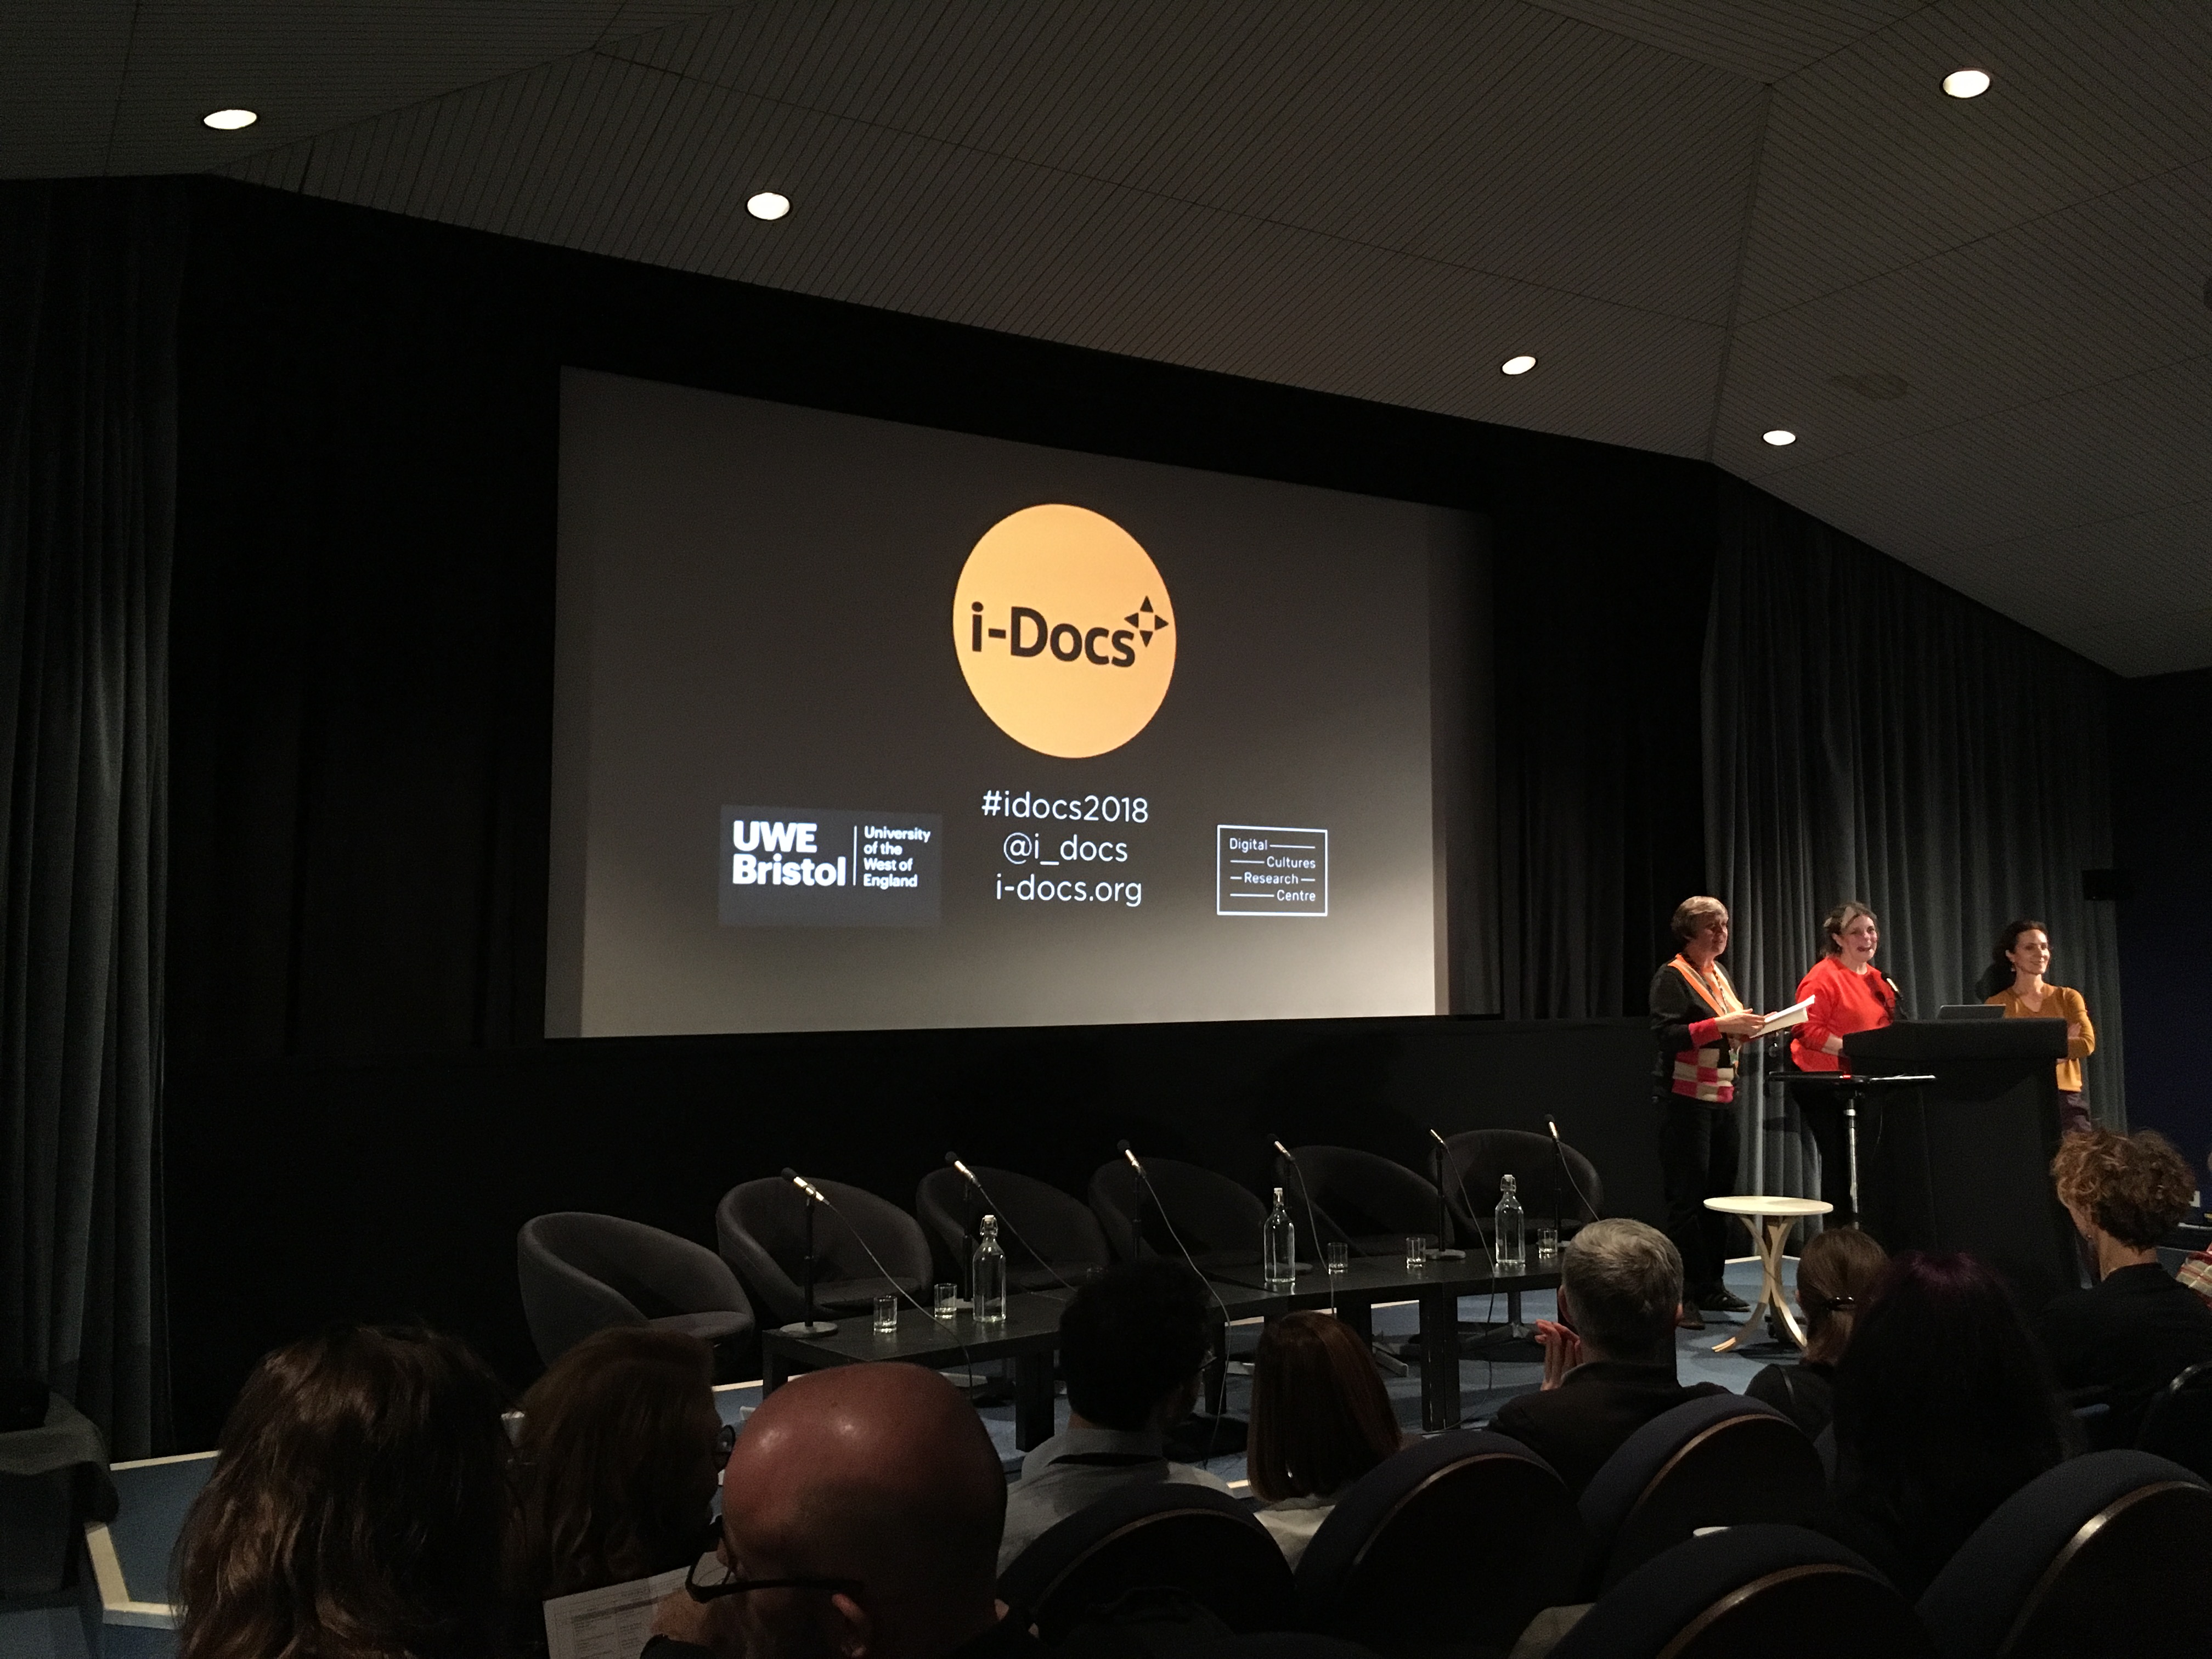 i-Docs
#idocs2018
@i_docs
i-docs.org
UWE
Bristol
University
of the
West of
England
Digital
Cultures
Research
Centre